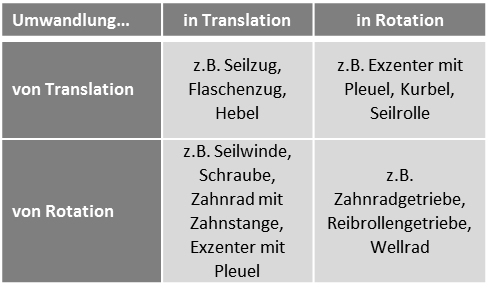 Umwandlung...
in Translation
in Rotation
von Translation
z.B. Seilzug,
Flaschenzug,
Hebel
z.B. Exzenter mit
Pleuel, Kurbel,
Seilrolle
von Rotation
z.B. Seilwinde,
Schraube,
Zahnrad mit
Zahnstange,
Exzenter mit
Pleuel
z.B.
Zahnradgetriebe,
Reibrollengetriebe,
Wellrad